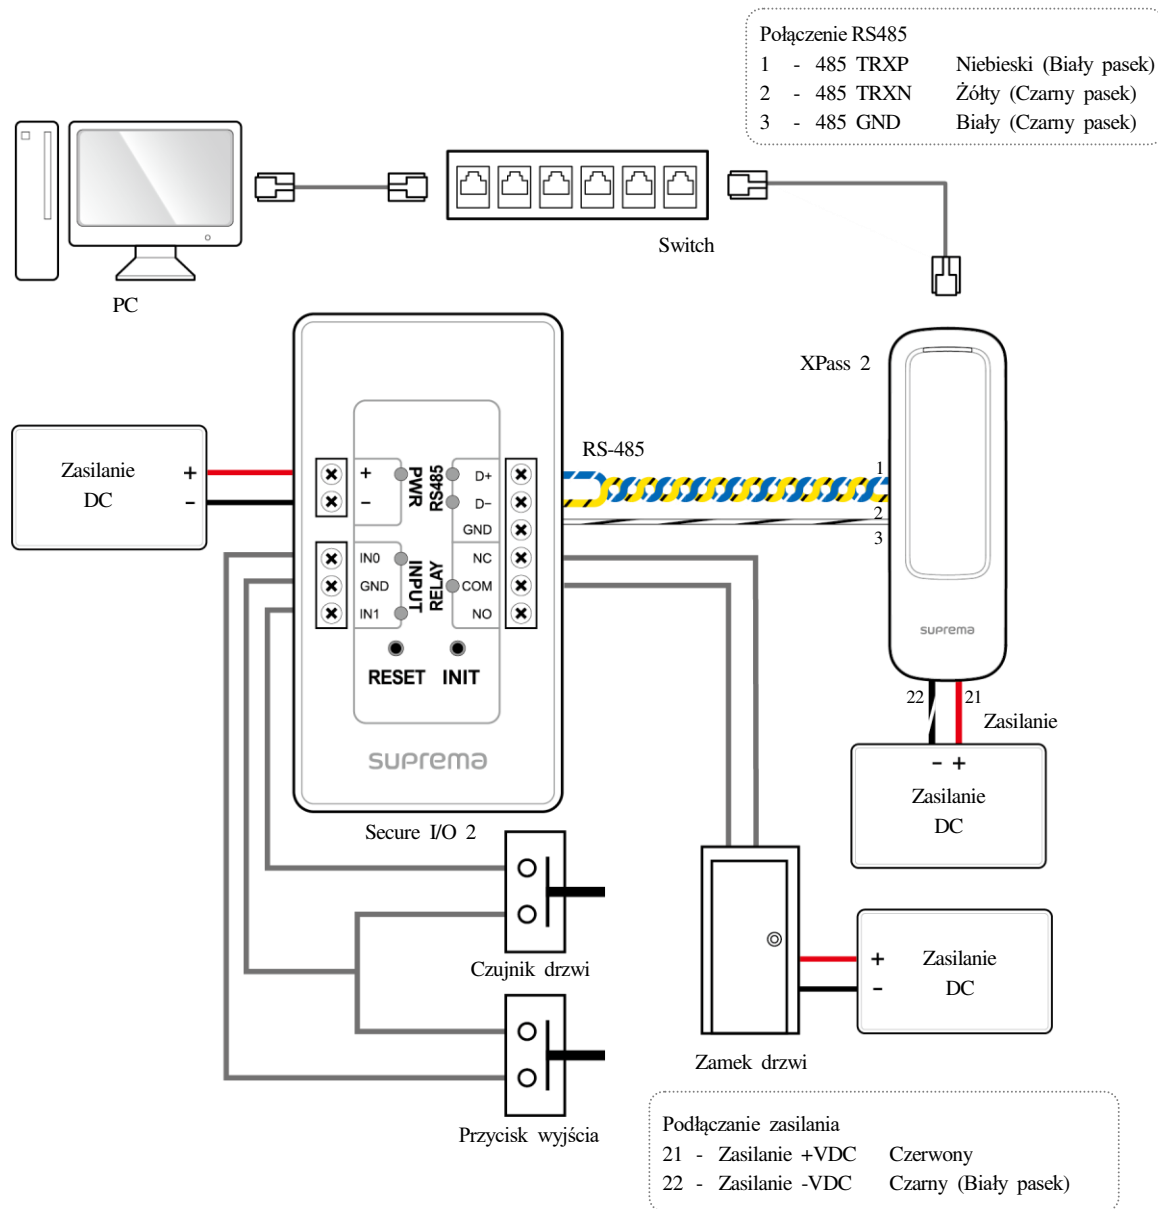 Połączenie RS485
1 - 485 TRXP Niebieski (Biały pasek)
2 - 485 TRXN Żółty (Czarny pasek)
3 - 485 GND Biały (Czarny pasek)
Switch
PC
XPass 2
Zasilanie
DC
+
-
+
-
PWR
RS485
D+
D-
GND
RS-485
1
2
3
IN0
GND
IN1
INPUT
RELAY
NC
COM
NO
RESET INIT
suprema
Secure I/O 2
suprema
22
21
Zasilanie
- +
Zasilanie
DC
Czujnik drzwi
Przycisk wyjścia
Zamek drzwi
+
-
Zasilanie
DC
Podłączanie zasilania
21 - Zasilanie +VDC Czerwony
22 - Zasilanie -VDC Czarny (Biały pasek)